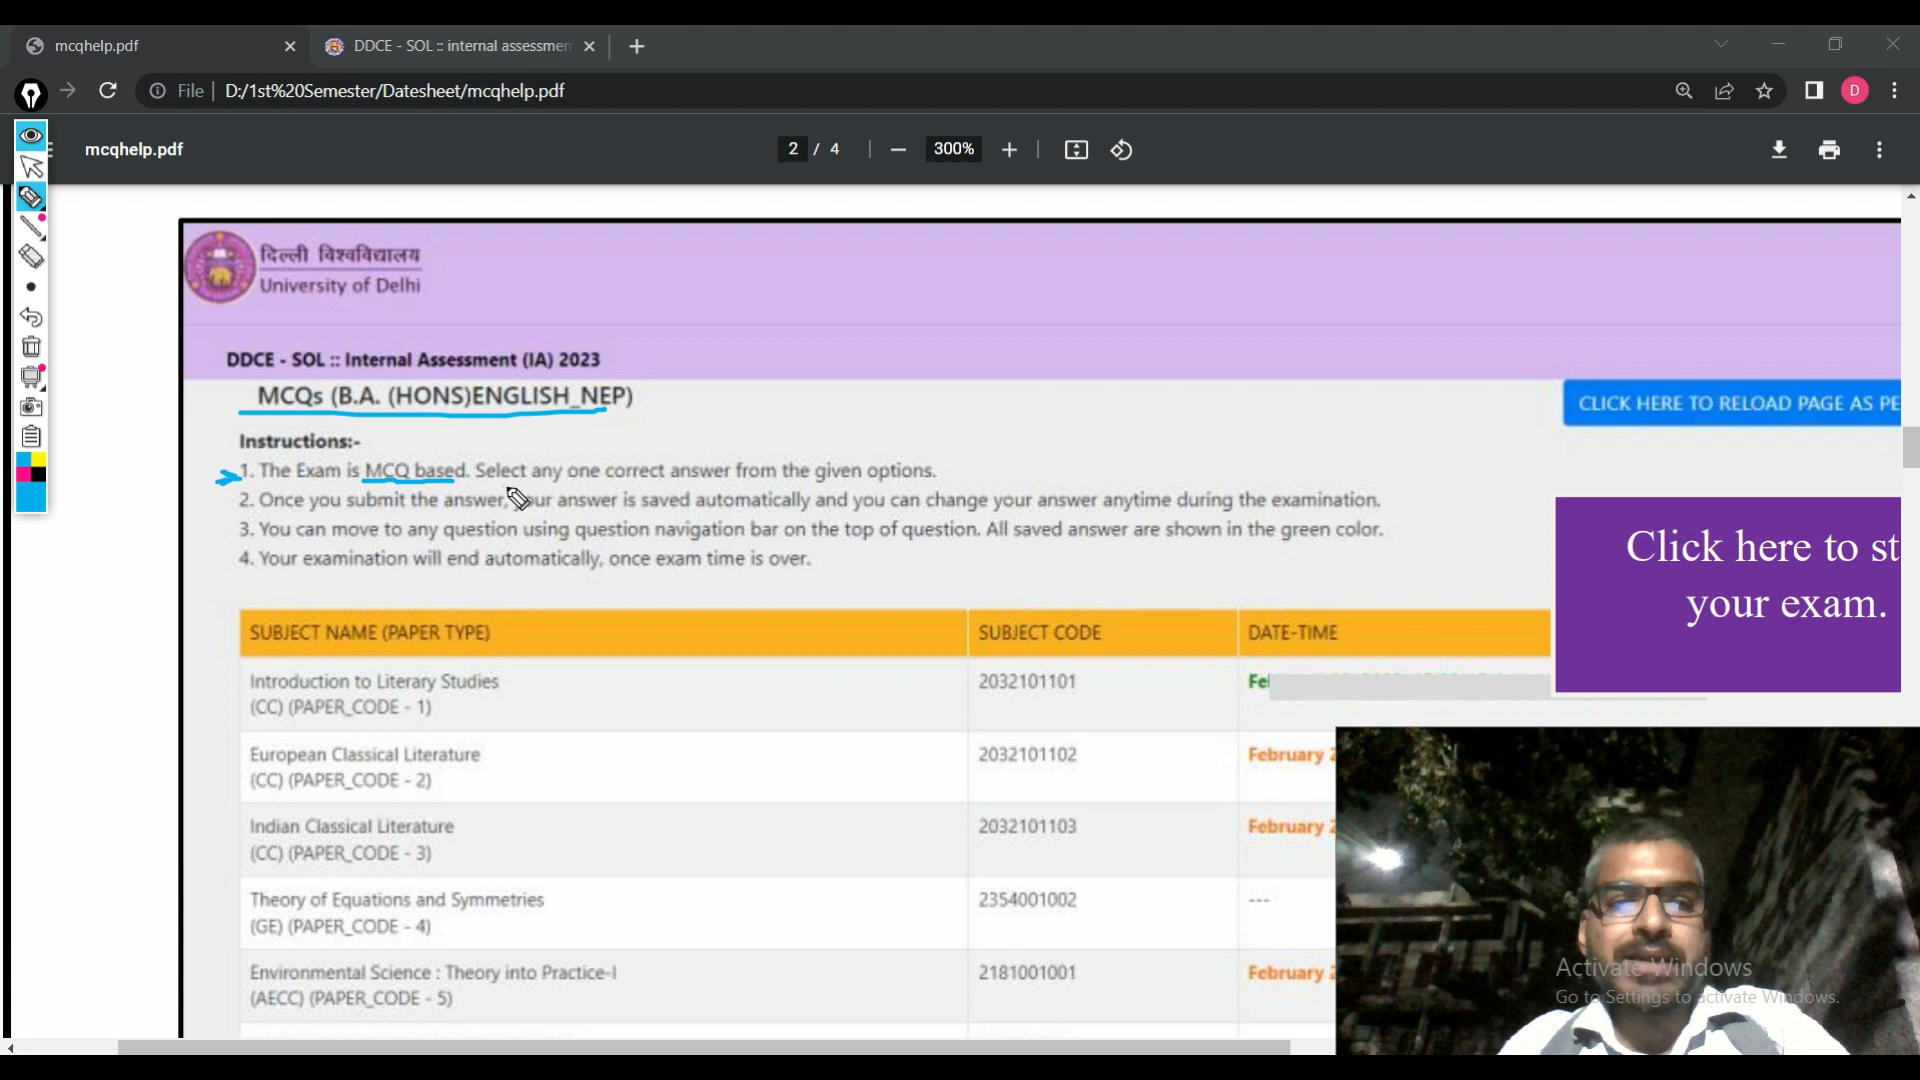 mcqhelp.pdf
DDCE - SOL :: internal assessmen
File
D:/1st%20Semester/Datesheet/mcqhelp.pdf
D
mcqhelp.pdf
2 / 4
300%
दिल्ली विश्वविद्यालय
University of Delhi
DDCE - SOL :: Internal Assessment (IA) 2023
MCQs (B.A. (HONS)ENGLISH_NEP)
CLICK HERE TO RELOAD PAGE AS PE
Instructions:-
1. The Exam is MCQ based. Select any one correct answer from the given options.
2. Once you submit the answer, your answer is saved automatically and you can change your answer anytime during the examination.
3. You can move to any question using question navigation bar on the top of question. All saved answer are shown in the green color.
4. Your examination will end automatically, once exam time is over.
Click here to st
your exam.
SUBJECT NAME (PAPER TYPE) SUBJECT CODE DATE-TIME
Introduction to Literary Studies 2032101101
(CC) (PAPER_CODE - 1)
European Classical Literature 2032101102 February
(CC) (PAPER_CODE - 2)
Indian Classical Literature 2032101103 February
(CC) (PAPER_CODE - 3)
Theory of Equations and Symmetries 2354001002 ---
(GE) (PAPER_CODE - 4)
Environmental Science : Theory into Practice-I 2181001001 February
(AECC) (PAPER_CODE - 5)
Activate Windows
Go to Settings to activate Windows.